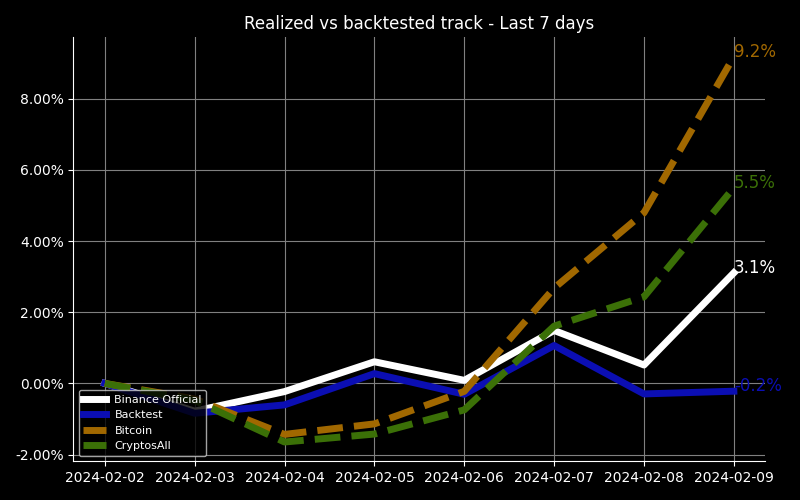 Realized vs backtested track - Last 7 days
9.2%
8.00%
6.00%
5.5%
4.00%
3.1%
2.00%
0.00%
-0.2%
Binance Official
Backtest
Bitcoin
CryptosAll
-2.00%
2024-02-02 2024-02-03 2024-02-04 2024-02-05 2024-02-06 2024-02-07 2024-02-08 2024-02-09